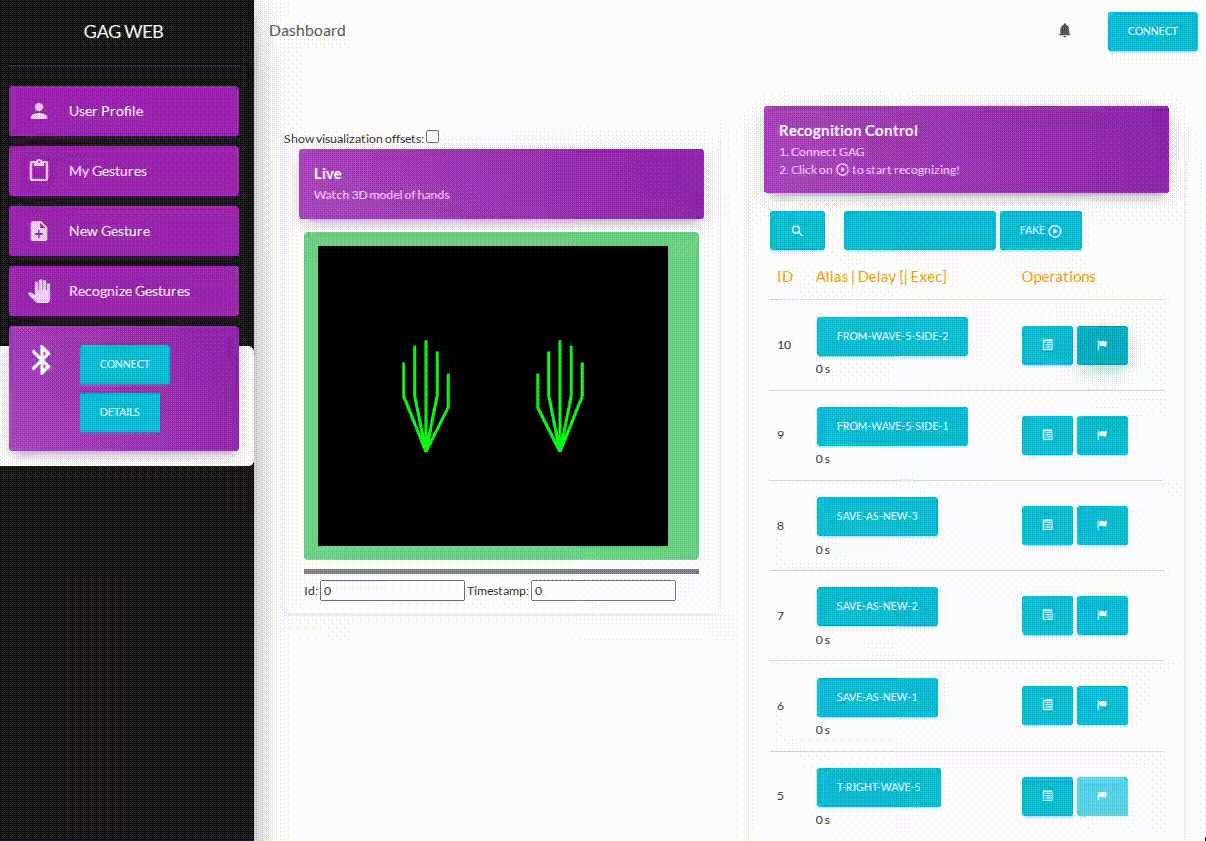 GAG WEB
User Profile
My Gestures
New Gesture
Recognize Gestures
CONNECT
DETAILS
Dashboard
CONNECT
Show visualization offsets:
Live
Watch 3D model of hands
Id: 0 Timestamp: 0
Recognition Control
1. Connect GAG
2. Click on to start recognizing!
FAKE
ID Alias | Delay [| Exec] Operations
10 FROM-WAVE-5-SIDE-2
0 s
9 FROM-WAVE-5-SIDE-1
0 s
8 SAVE-AS-NEW-3
0 s
7 SAVE-AS-NEW-2
0 s
6 SAVE-AS-NEW-1
0 s
5 T-RIGHT-WAVE-5
0 s